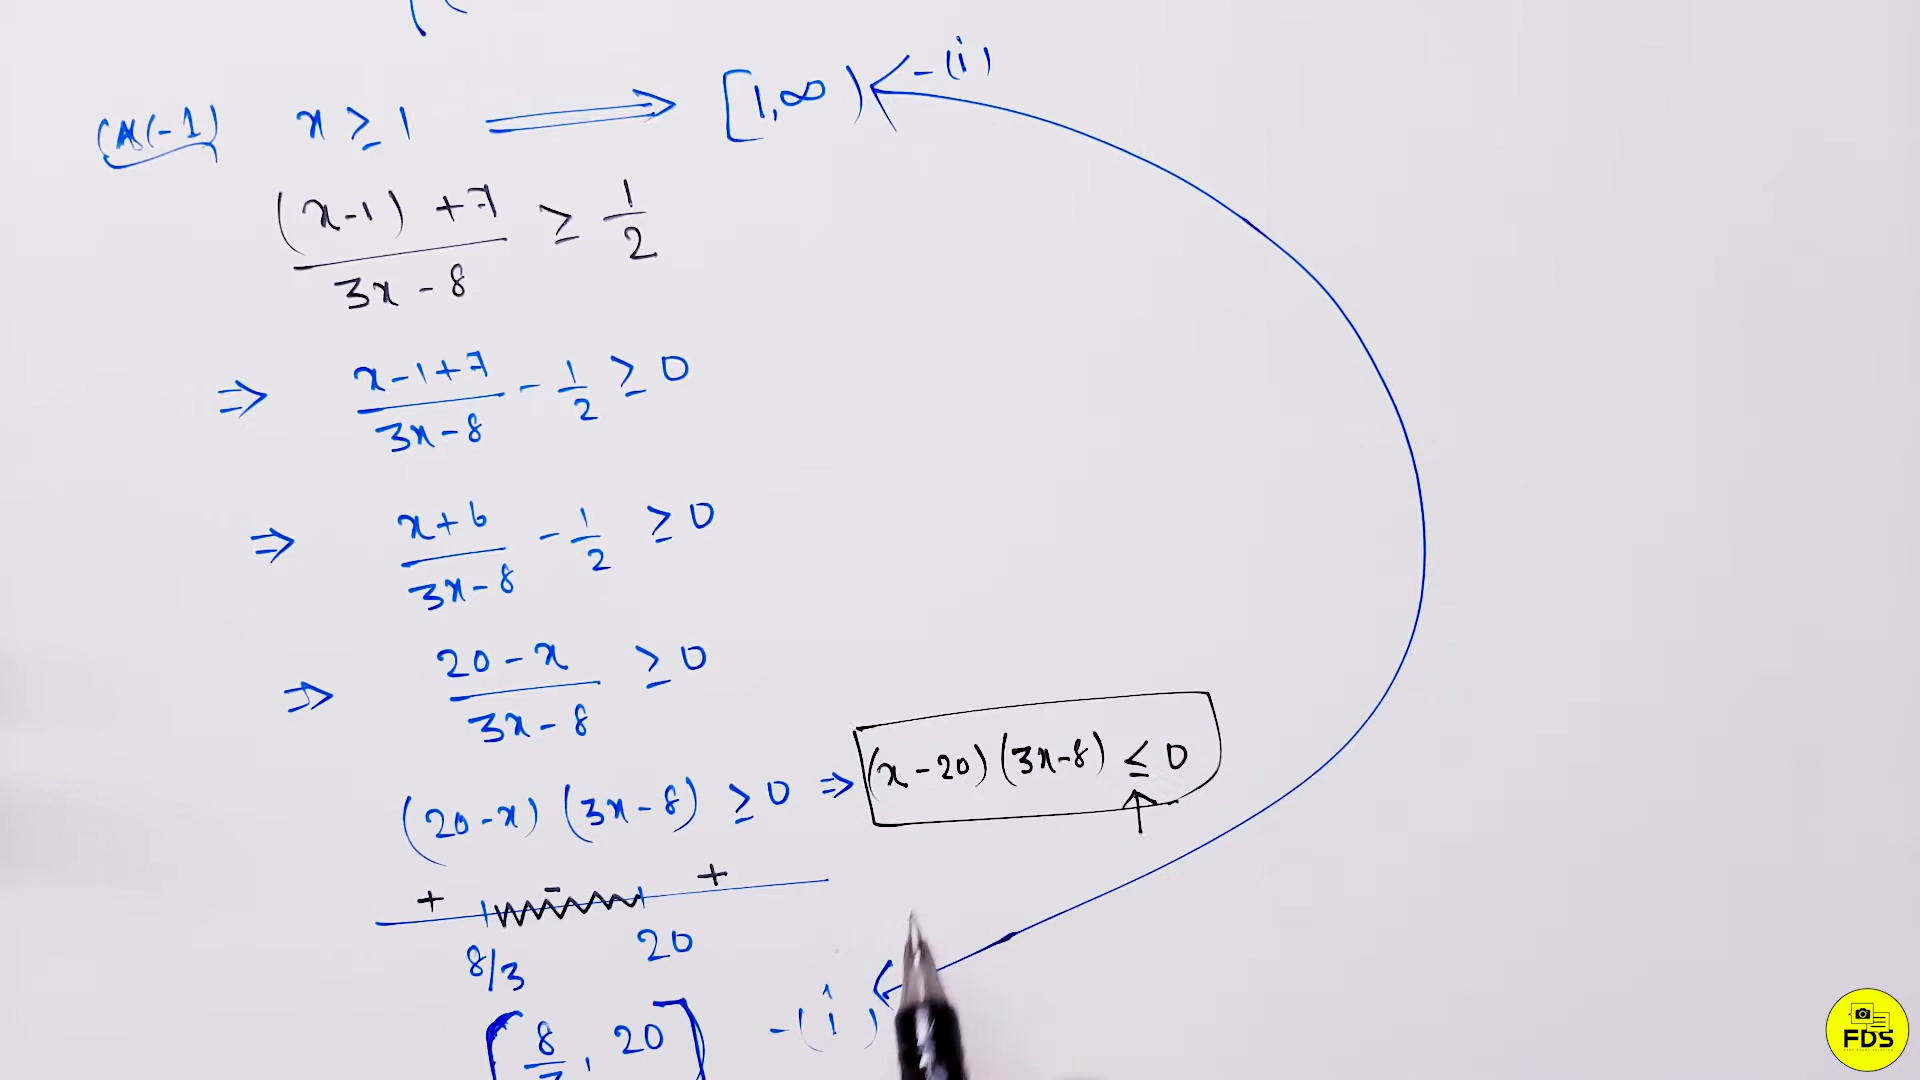 Case-1) x ≥ 1 ⟹ [1, ∞) -(i)
(x-1) +7 / 3x-8 ≥ 1/2
⇒ x-1+7 / 3x-8 - 1/2 ≥ 0
⇒ x+6 / 3x-8 - 1/2 ≥ 0
⇒ 20-x / 3x-8 ≥ 0
(20-x) (3x-8) ≥ 0 ⇒ (x-20) (3x-8) ≤ 0
+ - +
8/3 20
[8/3, 20] -(i)
FDS